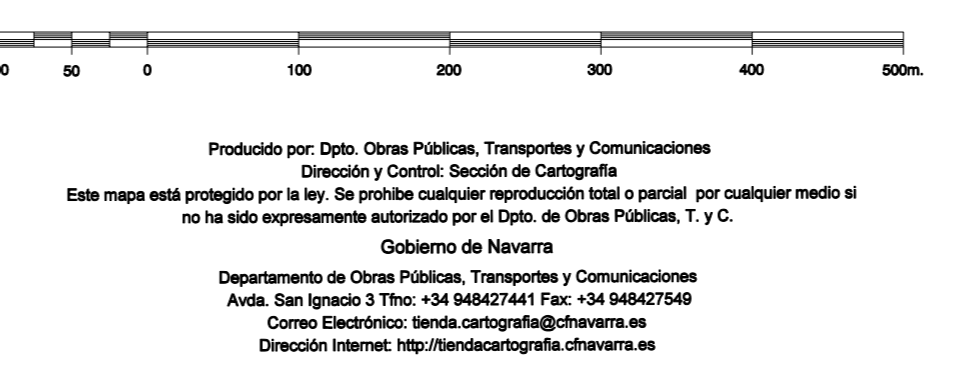 00 50 0 100 200 300 400 500m.
Producido por: Dpto. Obras Públicas, Transportes y Comunicaciones
Dirección y Control: Sección de Cartografía
Este mapa está protegido por la ley. Se prohibe cualquier reproducción total o parcial por cualquier medio si
no ha sido expresamente autorizado por el Dpto. de Obras Públicas, T. y C.
Gobierno de Navarra
Departamento de Obras Públicas, Transportes y Comunicaciones
Avda. San Ignacio 3 Tfno: +34 948427441 Fax: +34 948427549
Correo Electrónico: tienda.cartografia@cfnavarra.es
Dirección Internet: http://tiendacartografia.cfnavarra.es